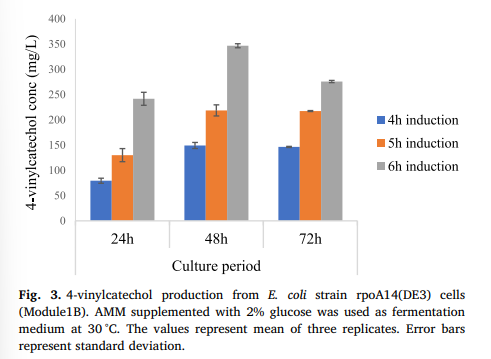 400
350
300
250
200
150
100
50
0
4-vinylcatechol conc (mg/L)
24h
48h
72h
Culture period
4h induction
5h induction
6h induction
Fig. 3. 4-vinylcatechol production from E. coli strain rpoA14(DE3) cells
(Module1B). AMM supplemented with 2% glucose was used as fermentation
medium at 30 °C. The values represent mean of three replicates. Error bars
represent standard deviation.